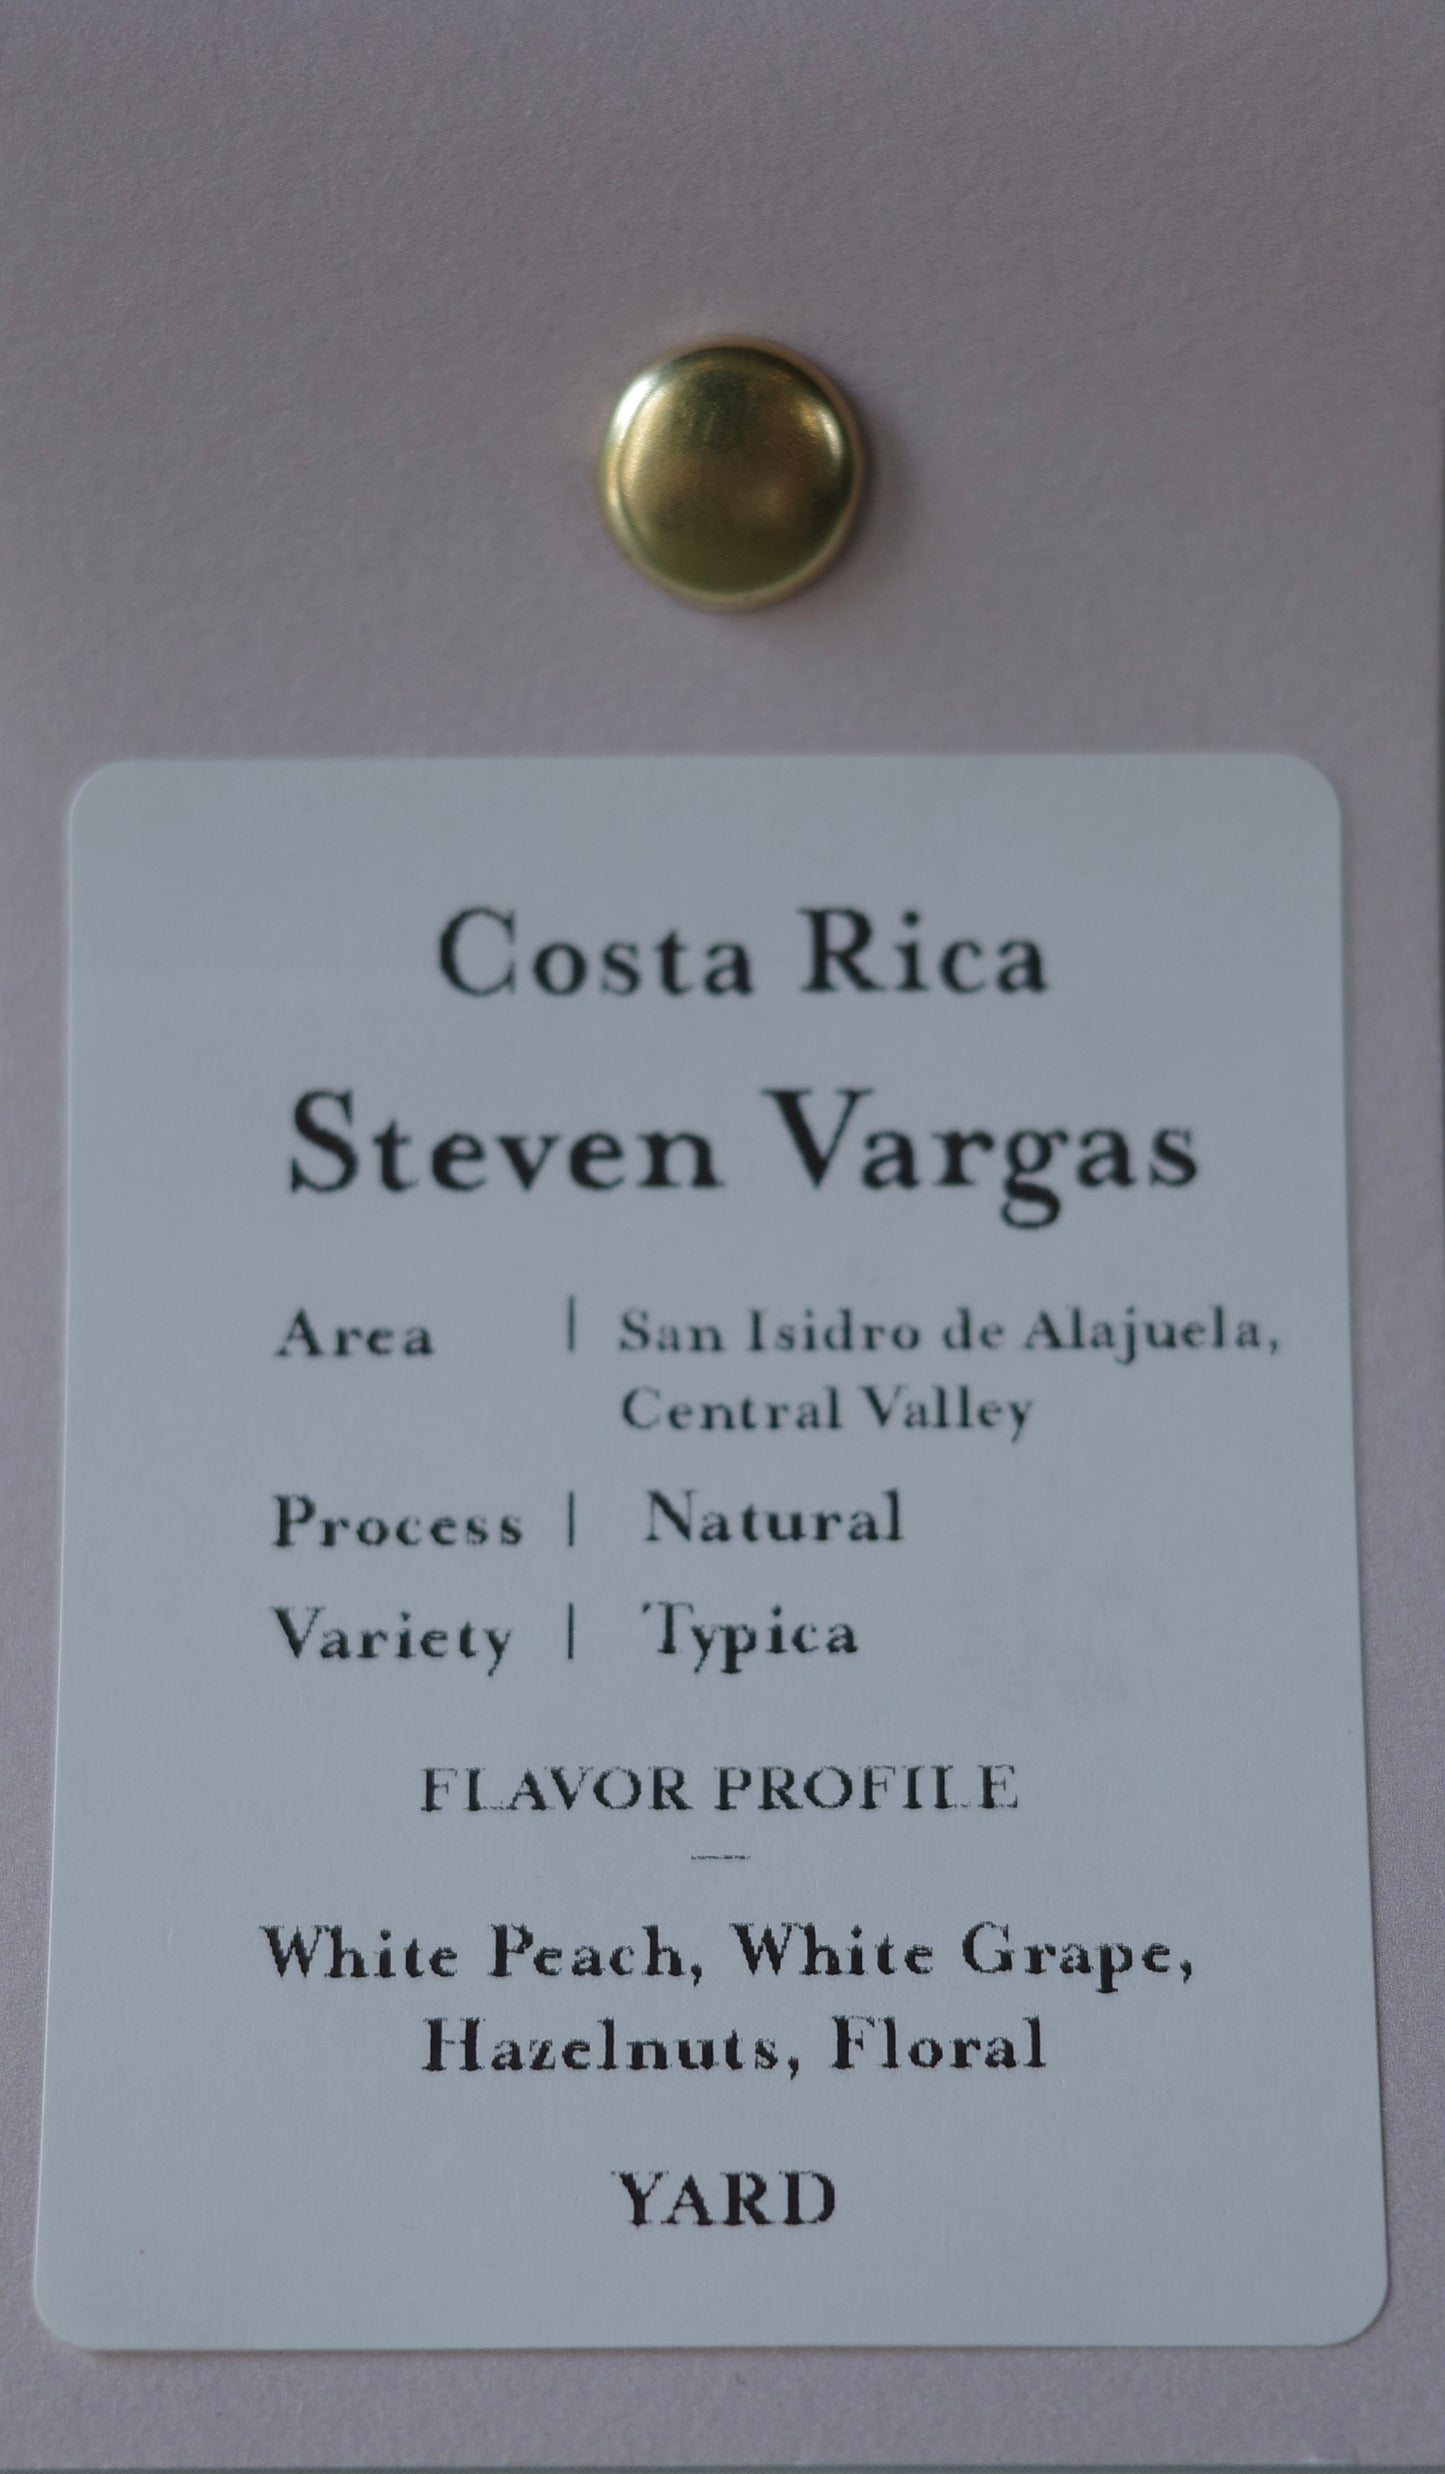 Costa Rica
Steven Vargas
Area | San Isidro de Alajuela,
Central Valley
Process | Natural
Variety | Typica
FLAVOR PROFILE
White Peach, White Grape,
Hazelnuts, Floral
YARD